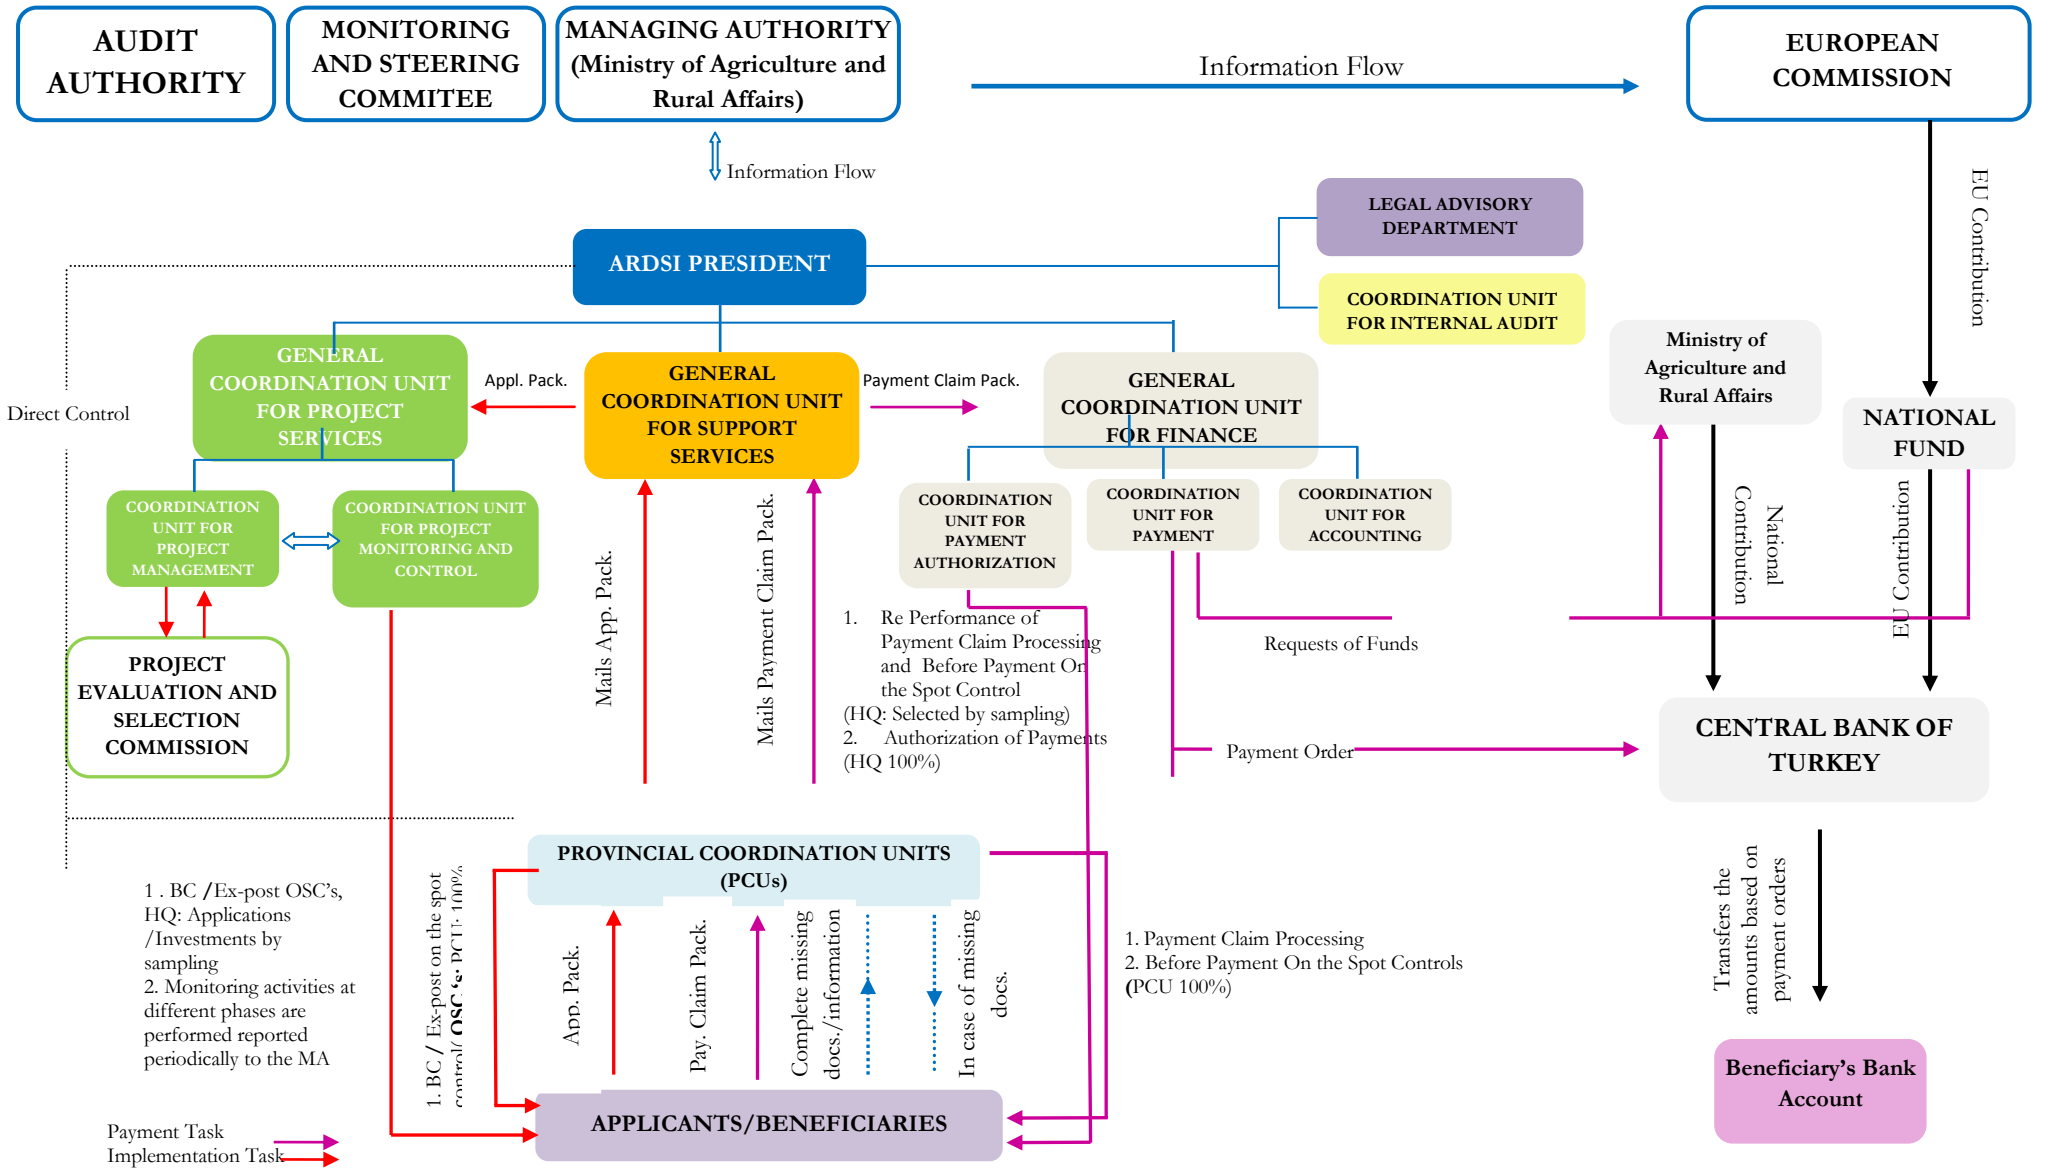 AUDIT
AUTHORITY
MONITORING
AND STEERING
COMMITEE
MANAGING AUTHORITY
(Ministry of Agriculture and
Rural Affairs)
Information Flow
EUROPEAN
COMMISSION
Information Flow
EU Contribution
LEGAL ADVISORY
DEPARTMENT
ARDSI PRESIDENT
COORDINATION UNIT
FOR INTERNAL AUDIT
Direct Control
GENERAL
COORDINATION UNIT
FOR PROJECT
SERVICES
Appl. Pack.
GENERAL
COORDINATION UNIT
FOR SUPPORT
SERVICES
Payment Claim Pack.
GENERAL
COORDINATION UNIT
FOR FINANCE
Ministry of
Agriculture and
Rural Affairs
NATIONAL
FUND
COORDINATION
UNIT FOR
PROJECT
MANAGEMENT
COORDINATION UNIT
FOR PROJECT
MONITORING AND
CONTROL
COORDINATION
UNIT FOR
PAYMENT
AUTHORIZATION
COORDINATION
UNIT FOR
PAYMENT
COORDINATION
UNIT FOR
ACCOUNTING
National
Contribution
EU Contribution
Mails App. Pack.
Mails Payment Claim Pack.
PROJECT
EVALUATION AND
SELECTION
COMMISSION
1. Re Performance of
Payment Claim Processing
and Before Payment On
the Spot Control
(HQ: Selected by sampling)
2. Authorization of Payments
(HQ 100%)
Requests of Funds
Payment Order
CENTRAL BANK OF
TURKEY
PROVINCIAL COORDINATION UNITS
(PCUs)
1 . BC /Ex-post OSC's,
HQ: Applications
/Investments by
sampling
2. Monitoring activities at
different phases are
performed reported
periodically to the MA
1. BC / Ex-post on the spot
control( OSC's: PCU: 100%
App. Pack.
Pay. Claim Pack.
Complete missing
docs./information
In case of missing
docs.
1. Payment Claim Processing
2. Before Payment On the Spot Controls
(PCU 100%)
Transfers the
amounts based on
payment orders
Beneficiary's Bank
Account
APPLICANTS/BENEFICIARIES
Payment Task
Implementation Task